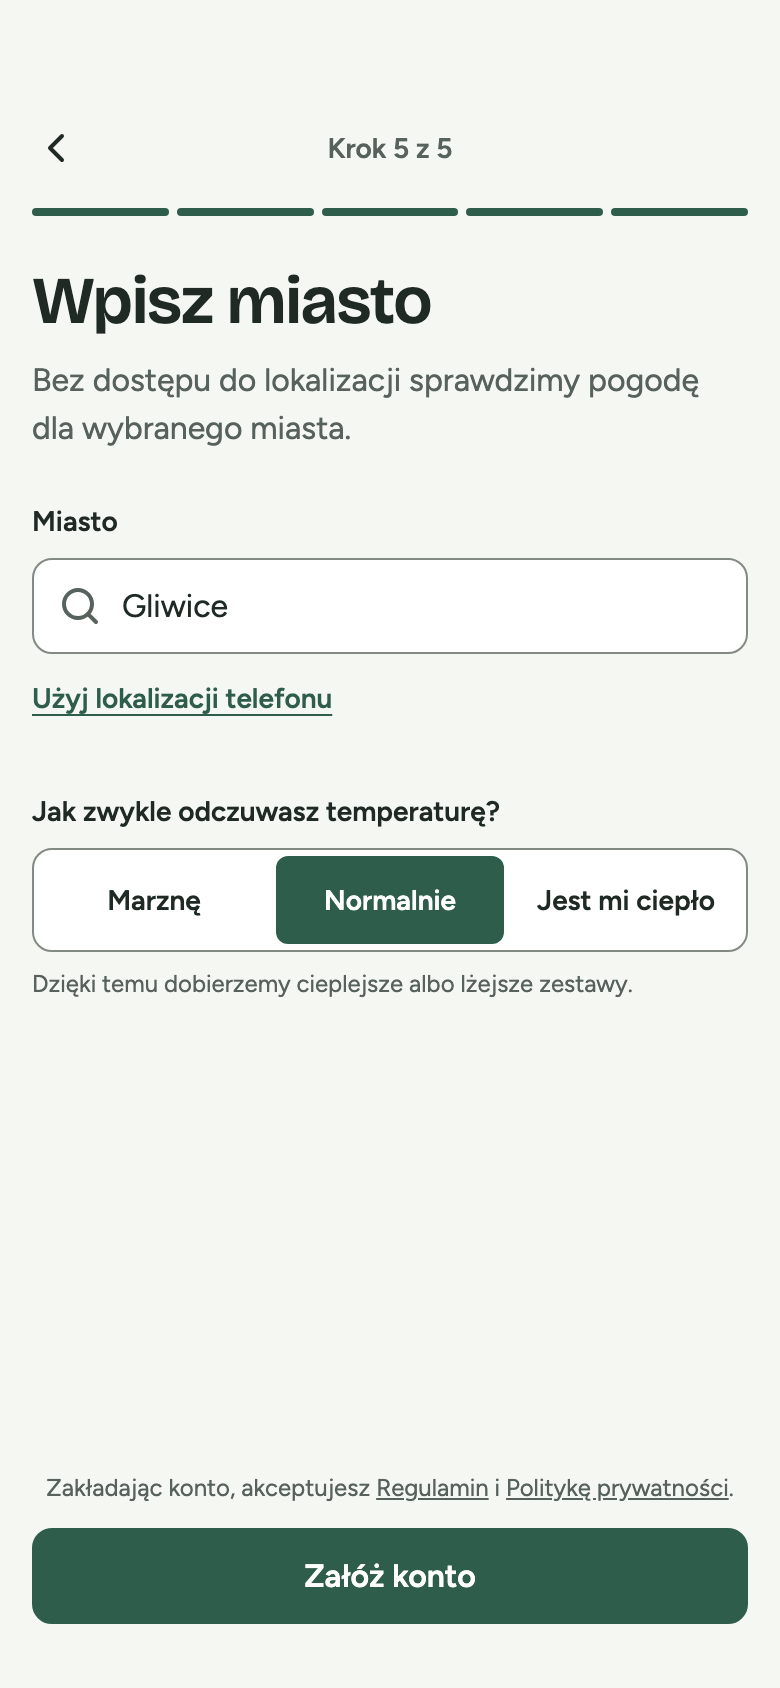 Krok 5 z 5
Wpisz miasto
Bez dostępu do lokalizacji sprawdzimy pogodę
dla wybranego miasta.
Miasto
Gliwice
Użyj lokalizacji telefonu
Jak zwykle odczuwasz temperaturę?
Marznę Normalnie Jest mi ciepło
Dzięki temu dobierzemy cieplejsze albo lżejsze zestawy.
Zakładając konto, akceptujesz Regulamin i Politykę prywatności.
Załóż konto